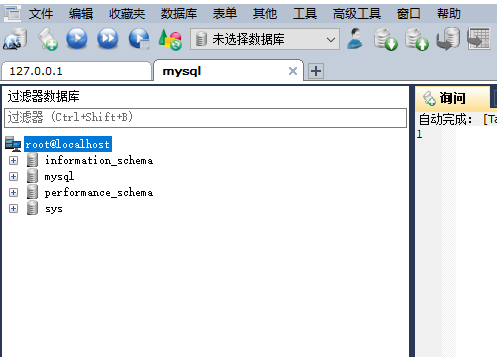 文件 编辑 收藏夹 数据库 表单 其他 工具 高级工具 窗口 帮助
未选择数据库
127.0.0.1 mysql
过滤器数据库
过滤器 (Ctrl+Shift+B)
root@localhost
information_schema
mysql
performance_schema
sys
询问
自动完成: [Ta
1